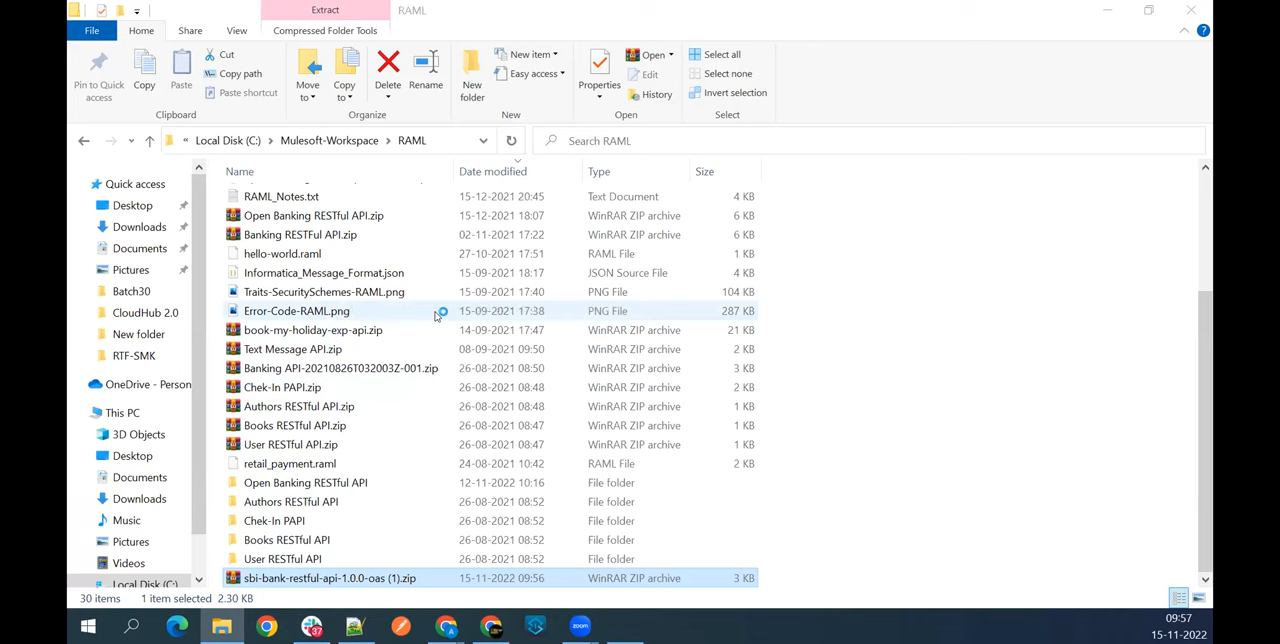 Extract
RAML
File
Home
Share
View
Compressed Folder Tools
Pin to Quick access
Copy
Paste
Cut
Copy path
Paste shortcut
Clipboard
Move to
Copy to
Delete
Rename
Organize
New folder
New item
Easy access
New
Properties
Open
Edit
History
Open
Select all
Select none
Invert selection
Select
« Local Disk (C:) > Mulesoft-Workspace > RAML
Search RAML
Name Date modified Type Size
RAML_Notes.txt 15-12-2021 20:45 Text Document 4 KB
Open Banking RESTful API.zip 15-12-2021 18:07 WinRAR ZIP archive 6 KB
Banking RESTFul API.zip 02-11-2021 17:22 WinRAR ZIP archive 6 KB
hello-world.raml 27-10-2021 17:51 RAML File 1 KB
Informatica_Message_Format.json 15-09-2021 18:17 JSON Source File 4 KB
Traits-SecuritySchemes-RAML.png 15-09-2021 17:40 PNG File 104 KB
Error-Code-RAML.png 15-09-2021 17:38 PNG File 287 KB
book-my-holiday-exp-api.zip 14-09-2021 17:47 WinRAR ZIP archive 21 KB
Text Message API.zip 08-09-2021 09:50 WinRAR ZIP archive 2 KB
Banking API-20210826T032003Z-001.zip 26-08-2021 08:50 WinRAR ZIP archive 3 KB
Chek-In PAPI.zip 26-08-2021 08:48 WinRAR ZIP archive 2 KB
Authors RESTful API.zip 26-08-2021 08:48 WinRAR ZIP archive 1 KB
Books RESTful API.zip 26-08-2021 08:47 WinRAR ZIP archive 1 KB
User RESTful API.zip 26-08-2021 08:47 WinRAR ZIP archive 1 KB
retail_payment.raml 24-08-2021 10:42 RAML File 2 KB
Open Banking RESTful API 12-11-2022 10:16 File folder
Authors RESTful API 26-08-2021 08:52 File folder
Chek-In PAPI 26-08-2021 08:52 File folder
Books RESTful API 26-08-2021 08:52 File folder
User RESTful API 26-08-2021 08:52 File folder
sbi-bank-restful-api-1.0.0-oas (1).zip 15-11-2022 09:56 WinRAR ZIP archive 3 KB
Quick access
Desktop
Downloads
Documents
Pictures
Batch30
CloudHub 2.0
New folder
RTF-SMK
OneDrive - Person
This PC
3D Objects
Desktop
Documents
Downloads
Music
Pictures
Videos
Local Disk (C:)
30 items 1 item selected 2.30 KB
37
zoom
09:57
15-11-2022